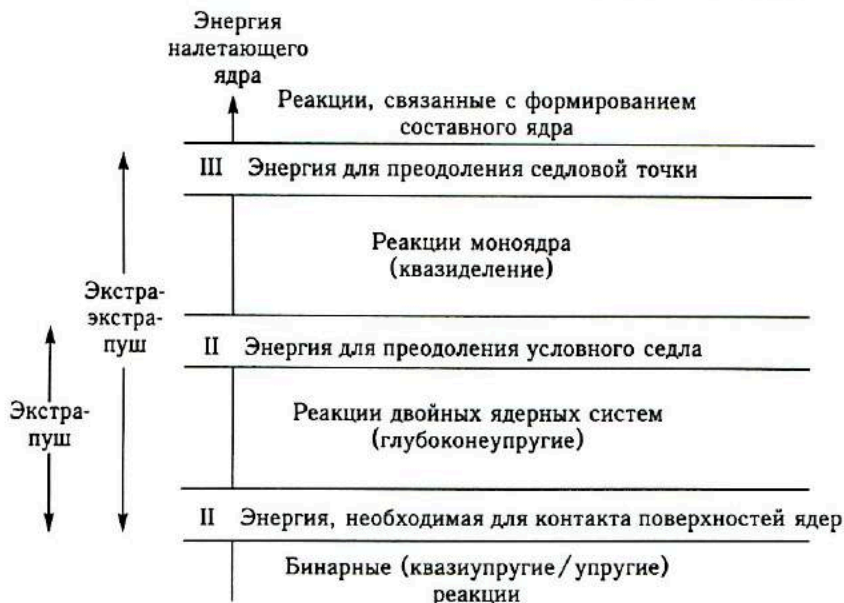 Энергия
налетающего
ядра
Реакции, связанные с формированием
составного ядра
III Энергия для преодоления седловой точки
Реакции моноядра
(квазиделение)
Экстра-
экстра-
пуш
II Энергия для преодоления условного седла
Экстра-
пуш
Реакции двойных ядерных систем
(глубоконеупругие)
II Энергия, необходимая для контакта поверхностей ядер
Бинарные (квазиупругие/упругие)
реакции